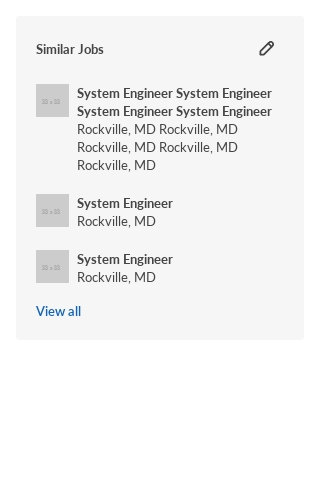 Similar Jobs
System Engineer System Engineer
System Engineer System Engineer
Rockville, MD Rockville, MD
Rockville, MD Rockville, MD
Rockville, MD
System Engineer
Rockville, MD
System Engineer
Rockville, MD
View all